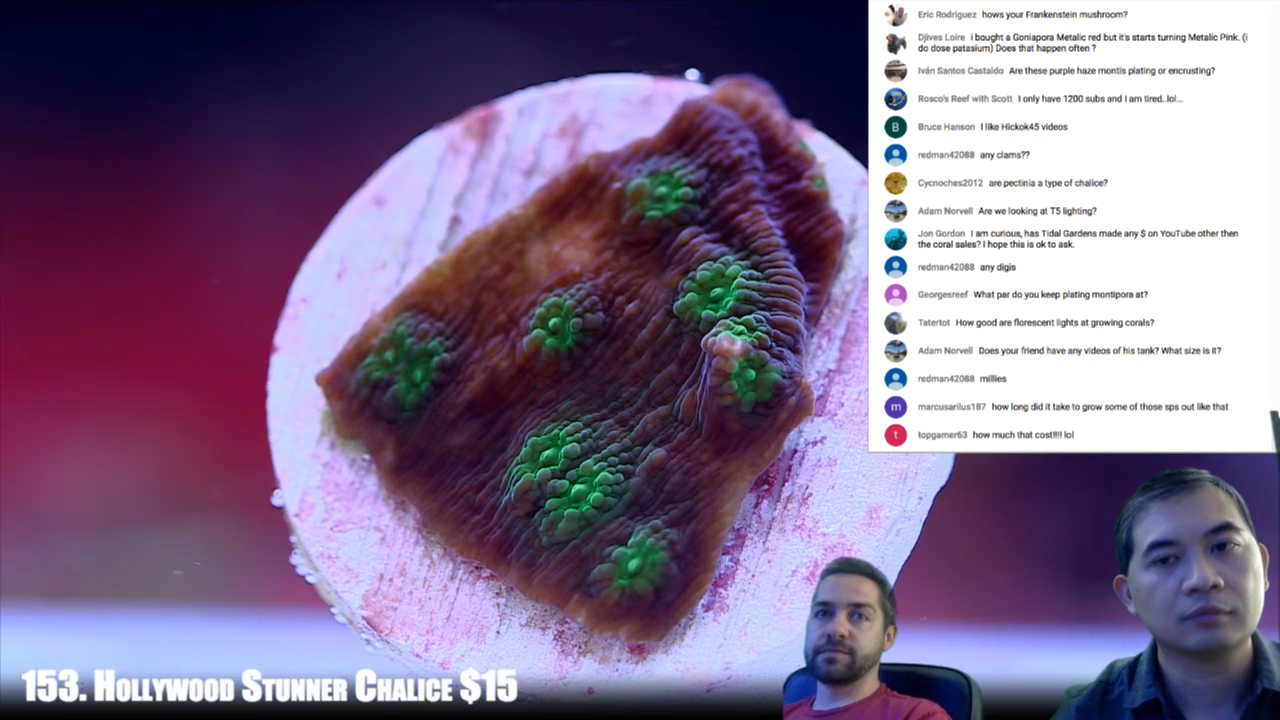 Eric Rodriguez hows your Frankenstein mushroom?
Djives Loire i bought a Goniapora Metalic red but it's starts turning Metalic Pink. (i
do dose patasium) Does that happen often ?
Iván Santos Castaldo Are these purple haze montis plating or encrusting?
Rosco's Reef with Scott I only have 1200 subs and I am tired..lol...
B Bruce Hanson I like Hickok45 videos
redman42088 any clams??
Cycnoches2012 are pectinia a type of chalice?
Adam Norvell Are we looking at T5 lighting?
Jon Gordon I am curious, has Tidal Gardens made any $ on YouTube other then
the coral sales? I hope this is ok to ask.
redman42088 any digis
Georgesreef What par do you keep plating montipora at?
Tatertot How good are florescent lights at growing corals?
Adam Norvell Does your friend have any videos of his tank? What size is it?
redman42088 millies
m marcusarilus187 how long did it take to grow some of those sps out like that
t topgamer63 how much that cost!!!! lol
153. Hollywood Stunner Chalice $15